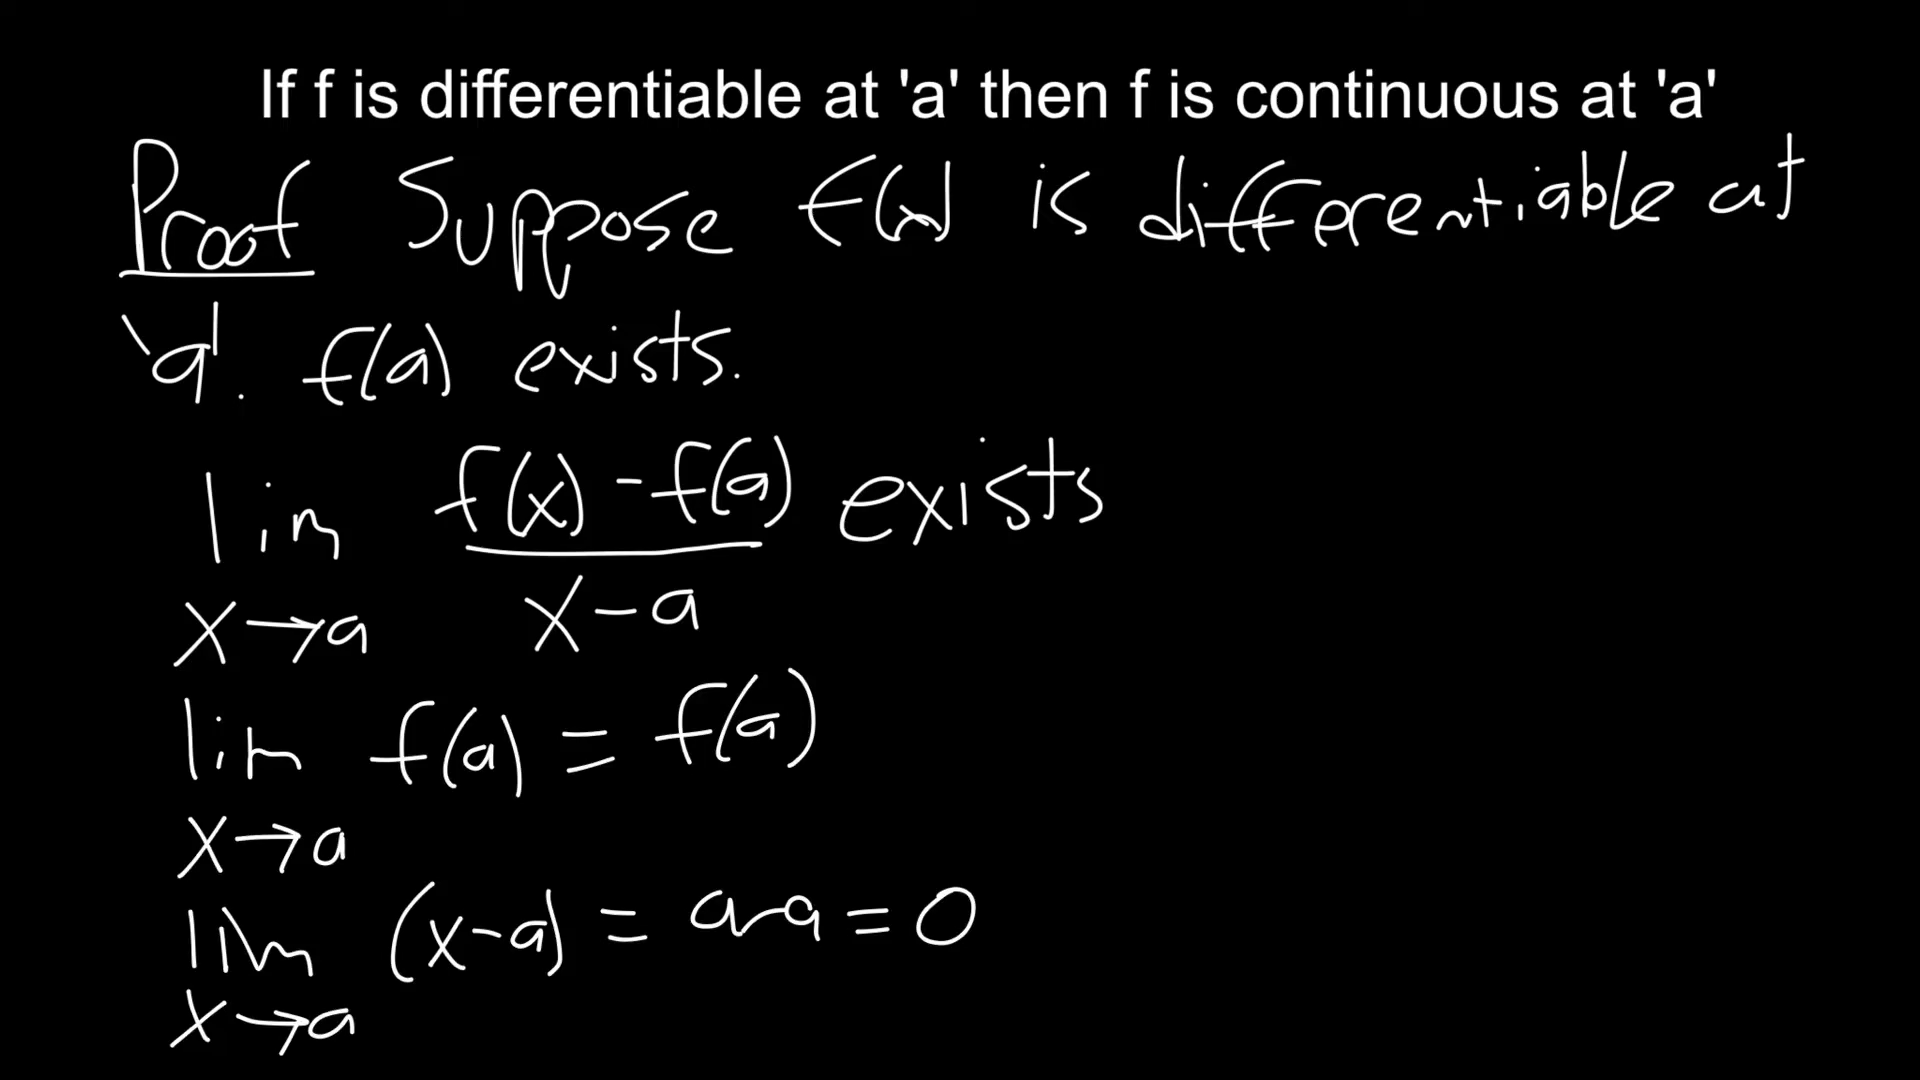 If f is differentiable at 'a' then f is continuous at 'a'
Proof Suppose f(x) is differentiable at
'a'. f(a) exists.
lim f(x) - f(a) exists
x→a x-a
lim f(a) = f(a)
x→a
lim (x-a) = a-a = 0
x→a